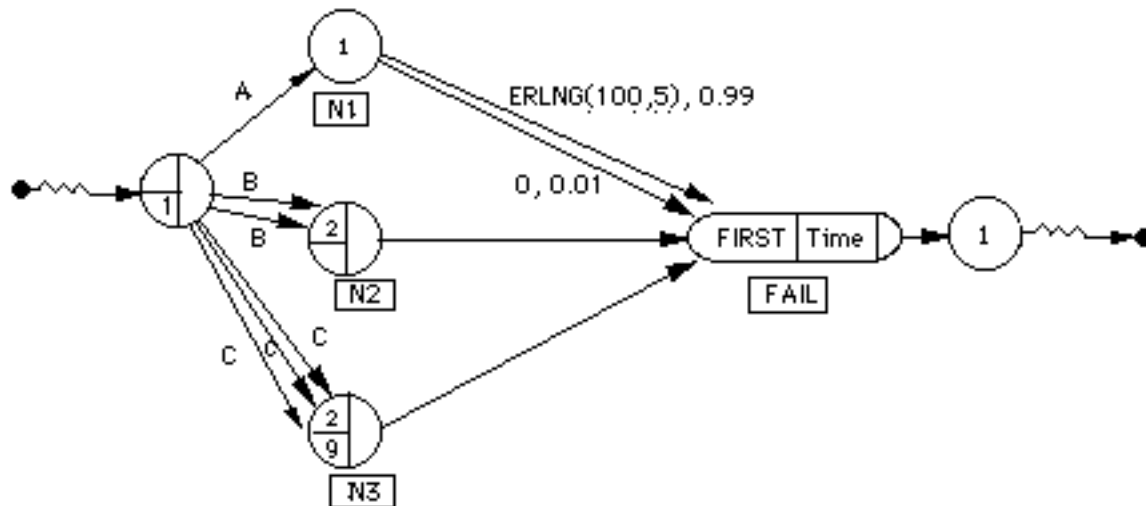 1
A
N1
ERLNG(100,5), 0.99
0, 0.01
1
B
B
2
N2
FIRST Time
FAIL
1
C
C
C
2
9
N3